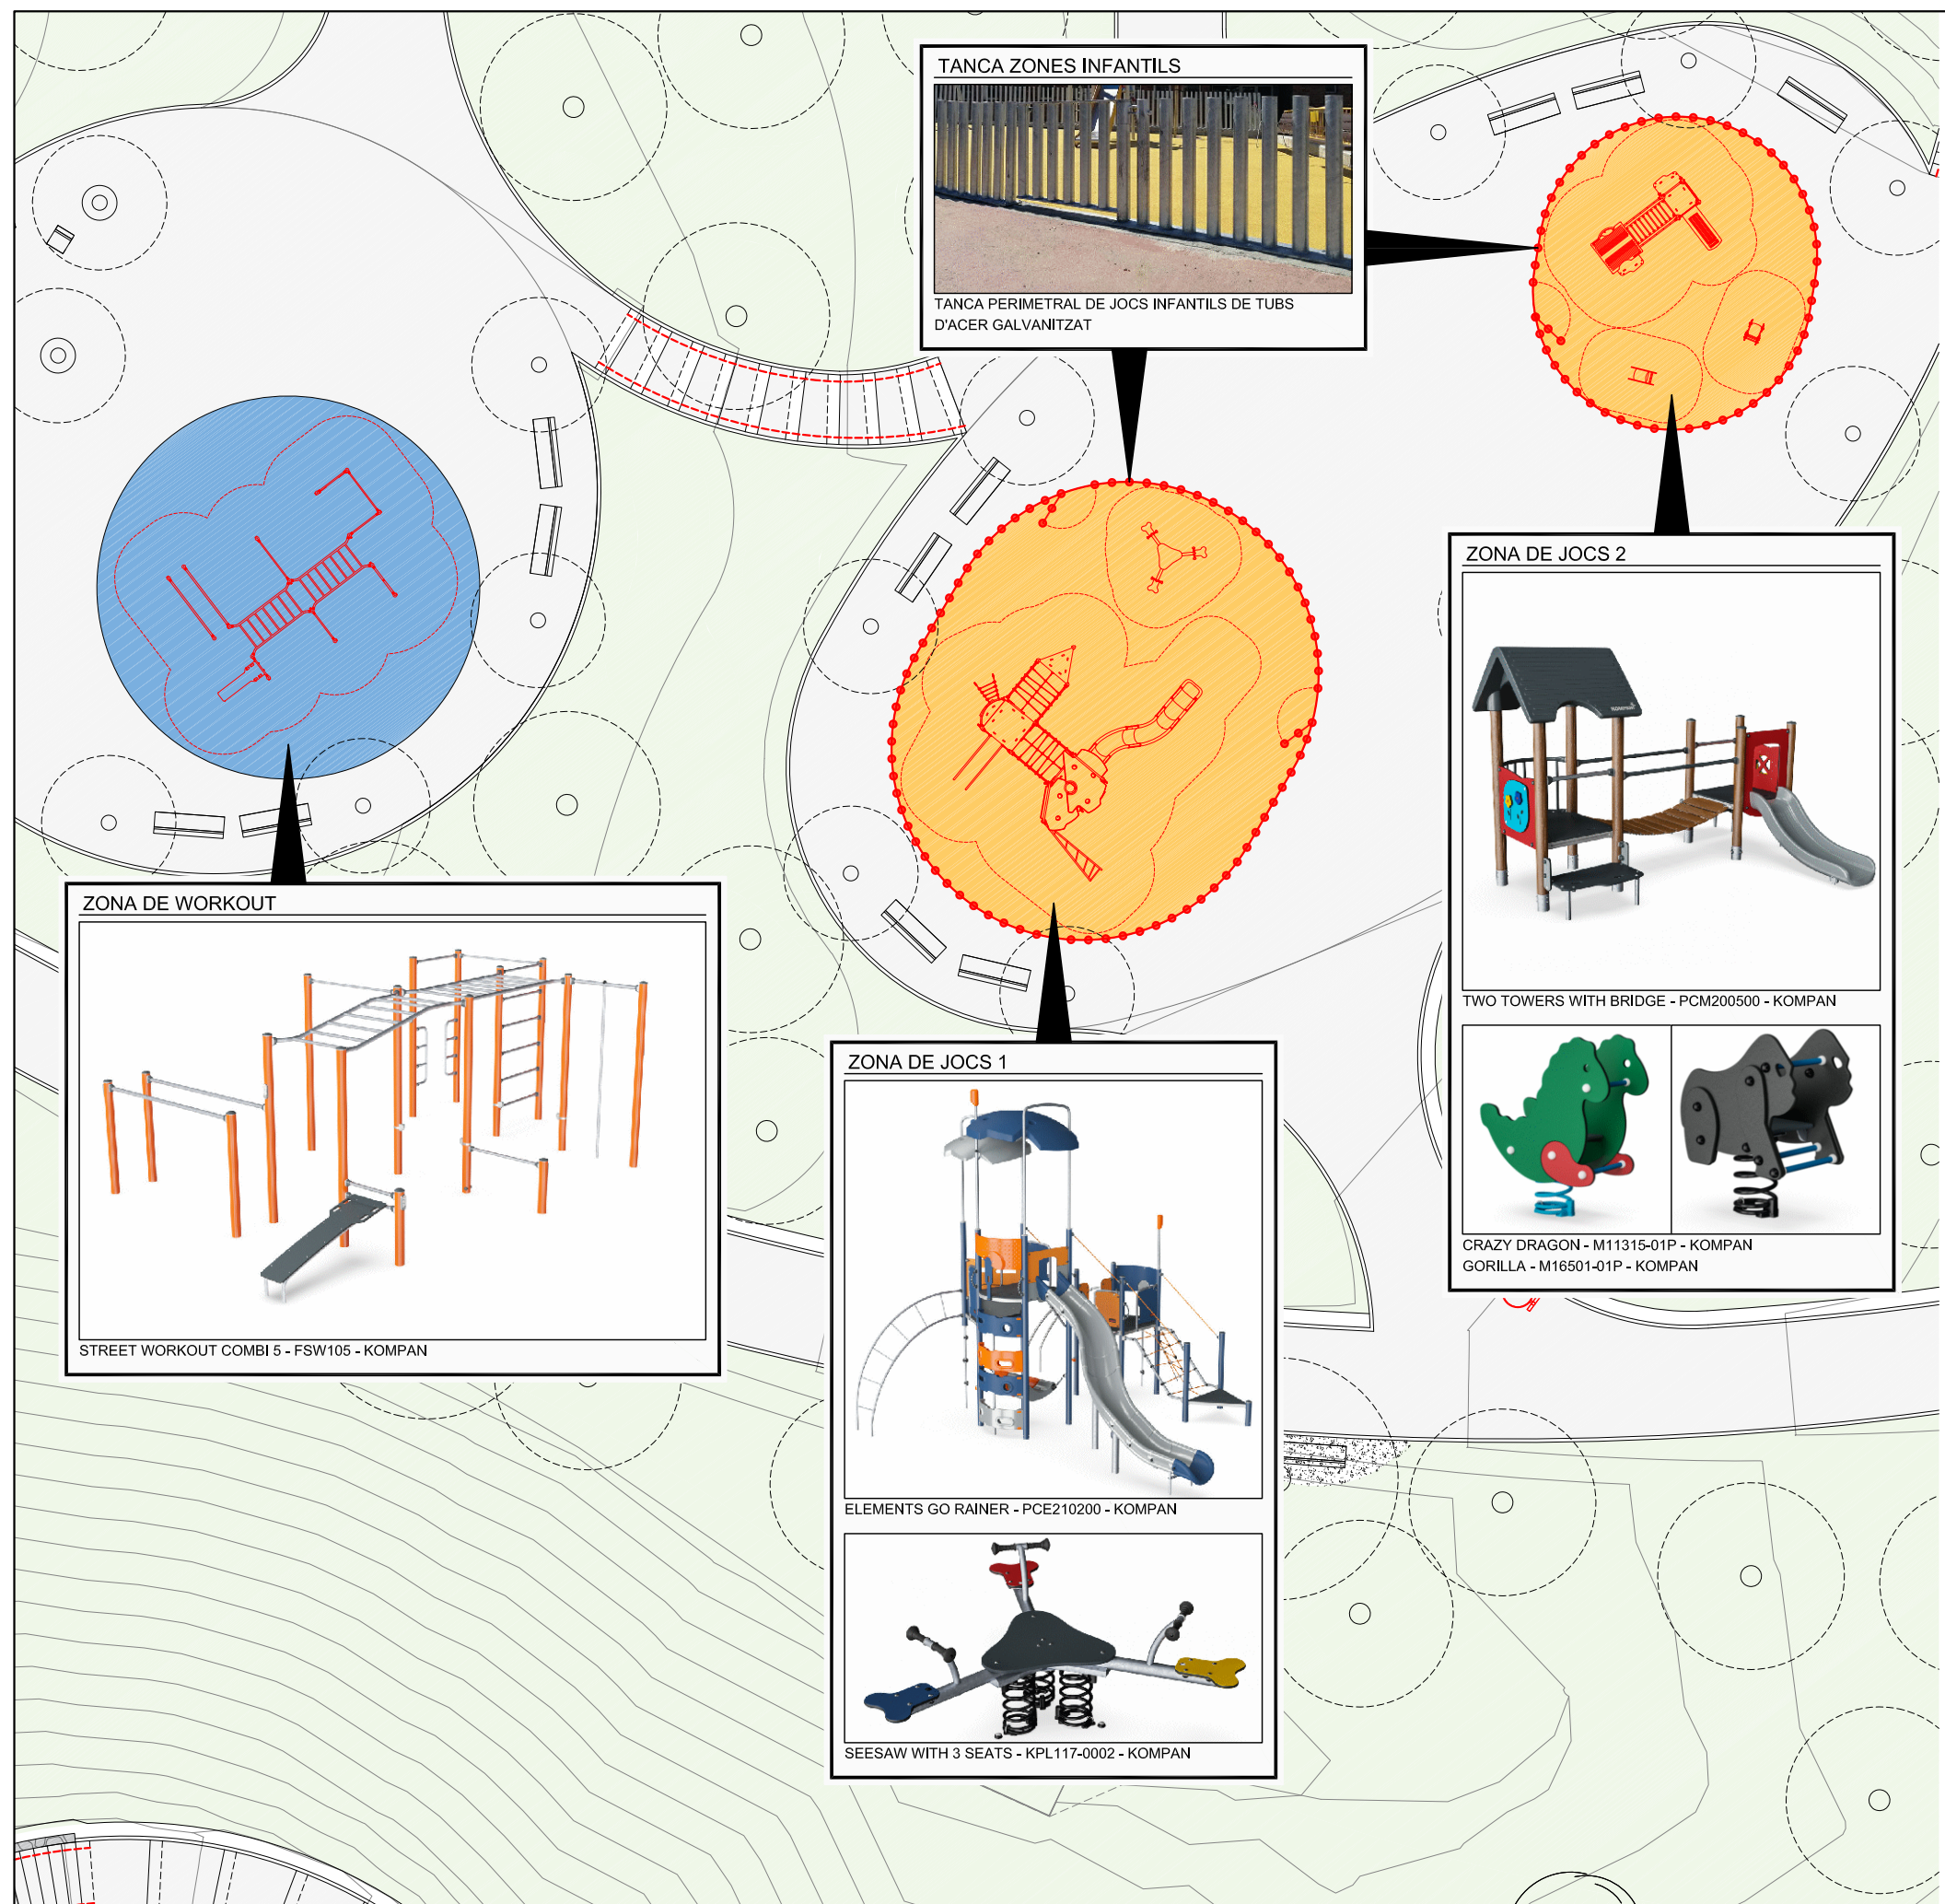 TANCA ZONES INFANTILS
TANCA PERIMETRAL DE JOCS INFANTILS DE TUBS
D'ACER GALVANITZAT
ZONA DE JOCS 2
KOMPAN
TWO TOWERS WITH BRIDGE - PCM200500 - KOMPAN
CRAZY DRAGON - M11315-01P - KOMPAN
GORILLA - M16501-01P - KOMPAN
ZONA DE WORKOUT
STREET WORKOUT COMBI 5 - FSW105 - KOMPAN
ZONA DE JOCS 1
ELEMENTS GO RAINER - PCE210200 - KOMPAN
SEESAW WITH 3 SEATS - KPL117-0002 - KOMPAN